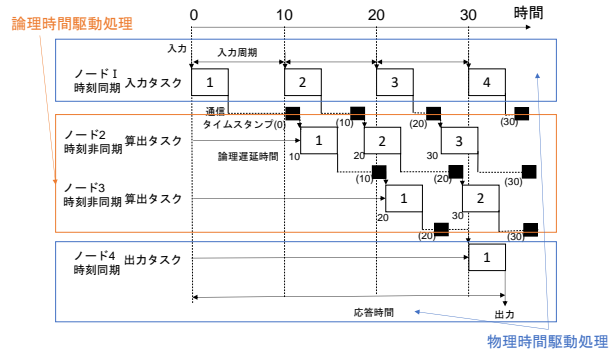 0 10 20 30 時間
論理時間駆動処理
入力 入力周期
ノードⅠ
時刻同期 入力タスク 1 2 3 4
通信
タイムスタンプ(0) (10) (20) (30)
ノード2
時刻非同期 算出タスク 1 2 3
論理遅延時間 10 20 30
(10) (20) (30)
ノード3
時刻非同期 算出タスク 1 2
20 30
(20) (30)
ノード4
時刻同期 出力タスク 1
応答時間 出力
物理時間駆動処理